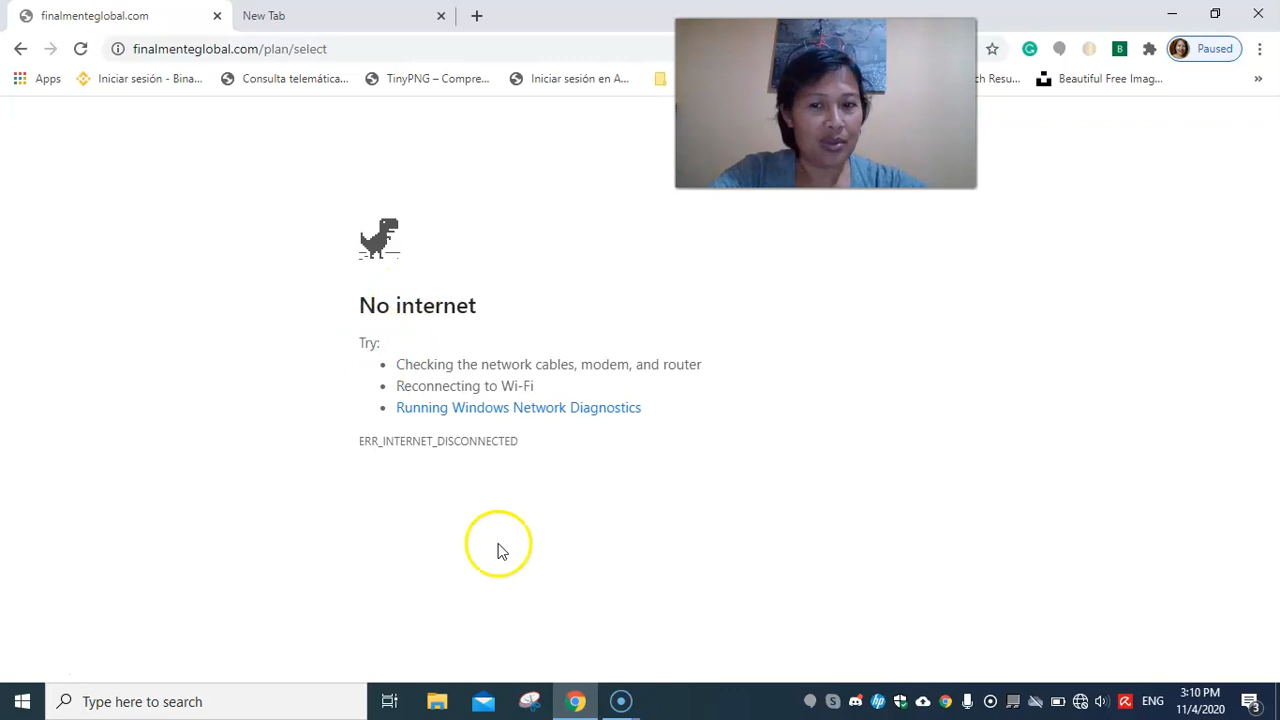 finalmenteglobal.com
New Tab
finalmenteglobal.com/plan/select
Paused
Apps
Iniciar sesión - Bina...
Consulta telemática...
TinyPNG – Compre...
Iniciar sesión en A...
ch Resu...
Beautiful Free Imag...
»
No internet
Try:
• Checking the network cables, modem, and router
• Reconnecting to Wi-Fi
• Running Windows Network Diagnostics
ERR_INTERNET_DISCONNECTED
Type here to search
ENG
3:10 PM
11/4/2020